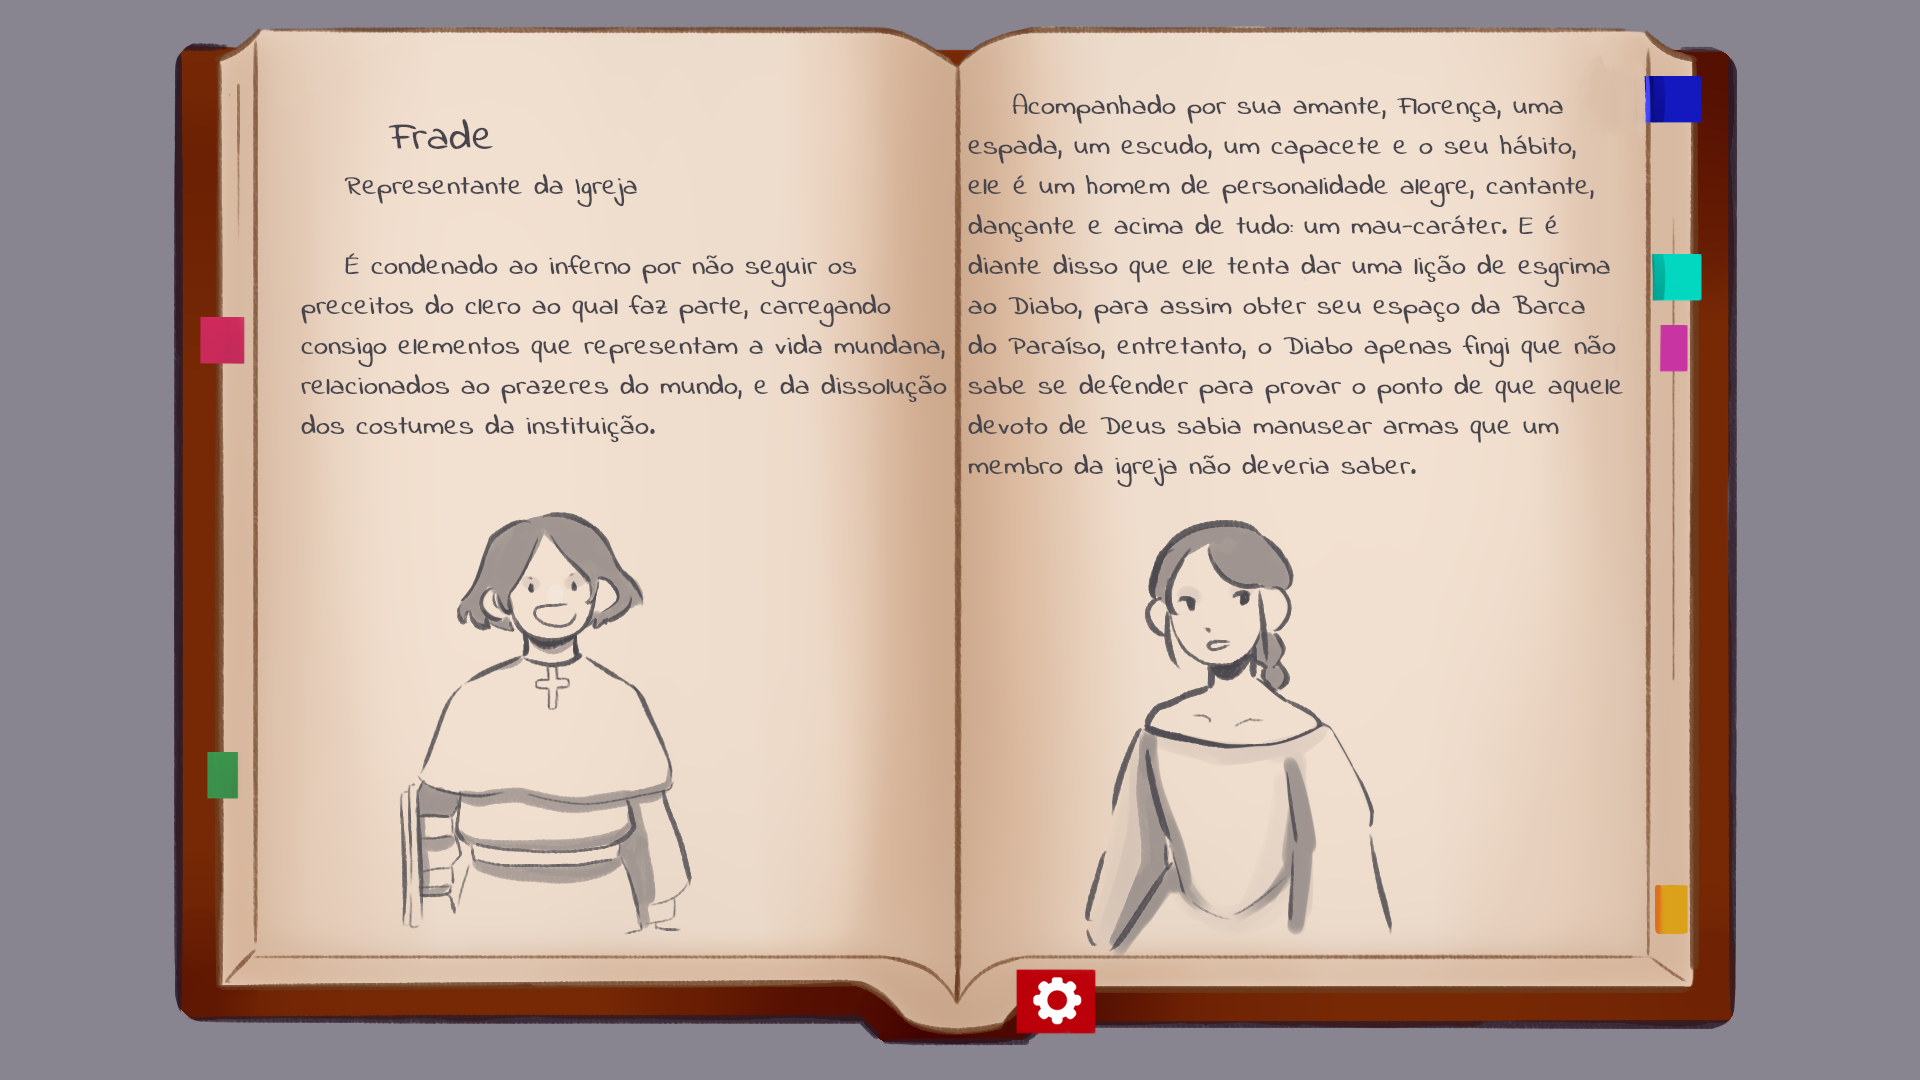 Frade
Representante da Igreja
É condenado ao inferno por não seguir os
preceitos do clero ao qual faz parte, carregando
consigo elementos que representam a vida mundana,
relacionados ao prazeres do mundo, e da dissolução
dos costumes da instituição.
Acompanhado por sua amante, Florença, uma
espada, um escudo, um capacete e o seu hábito,
ele é um homem de personalidade alegre, cantante,
dançante e acima de tudo: um mau-caráter. E é
diante disso que ele tenta dar uma lição de esgrima
ao Diabo, para assim obter seu espaço da Barca
do Paraíso, entretanto, o Diabo apenas fingi que não
sabe se defender para provar o ponto de que aquele
devoto de Deus sabia manusear armas que um
membro da igreja não deveria saber.